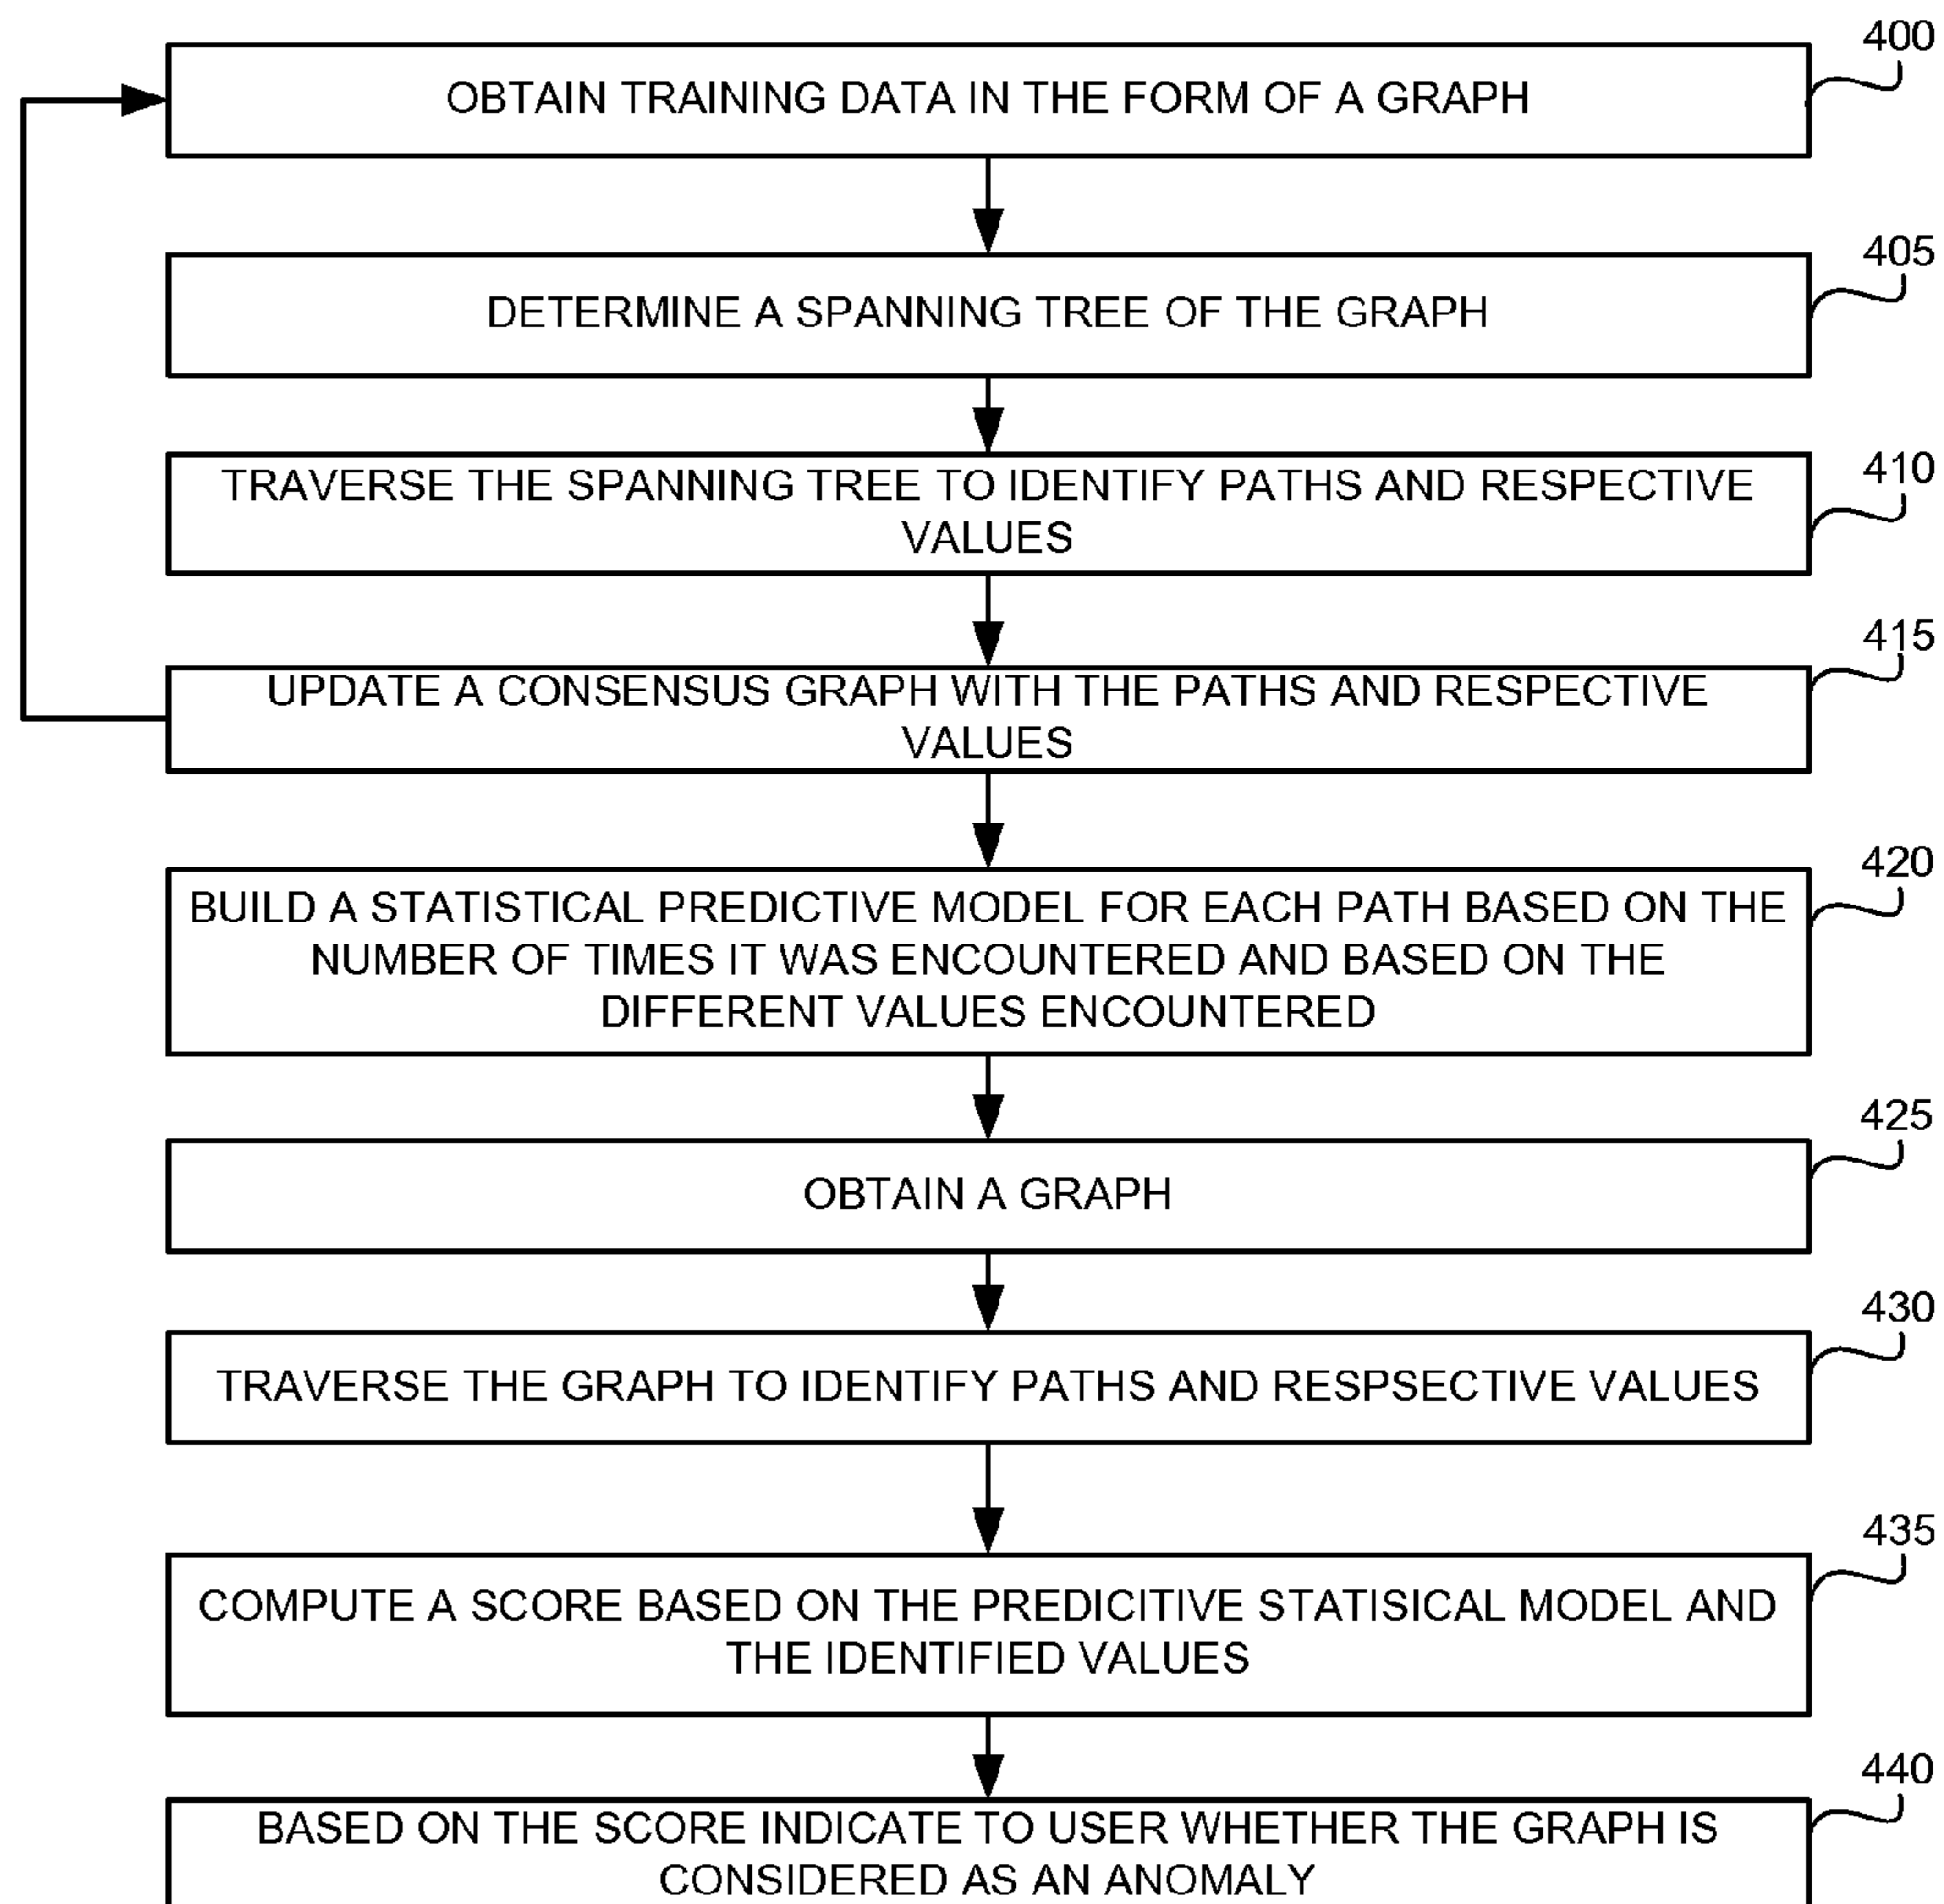 400
OBTAIN TRAINING DATA IN THE FORM OF A GRAPH
405
DETERMINE A SPANNING TREE OF THE GRAPH
410
TRAVERSE THE SPANNING TREE TO IDENTIFY PATHS AND RESPECTIVE
VALUES
415
UPDATE A CONSENSUS GRAPH WITH THE PATHS AND RESPECTIVE
VALUES
420
BUILD A STATISTICAL PREDICTIVE MODEL FOR EACH PATH BASED ON THE
NUMBER OF TIMES IT WAS ENCOUNTERED AND BASED ON THE
DIFFERENT VALUES ENCOUNTERED
425
OBTAIN A GRAPH
430
TRAVERSE THE GRAPH TO IDENTIFY PATHS AND RESPSECTIVE VALUES
435
COMPUTE A SCORE BASED ON THE PREDICITIVE STATISICAL MODEL AND
THE IDENTIFIED VALUES
440
BASED ON THE SCORE INDICATE TO USER WHETHER THE GRAPH IS
CONSIDERED AS AN ANOMALY